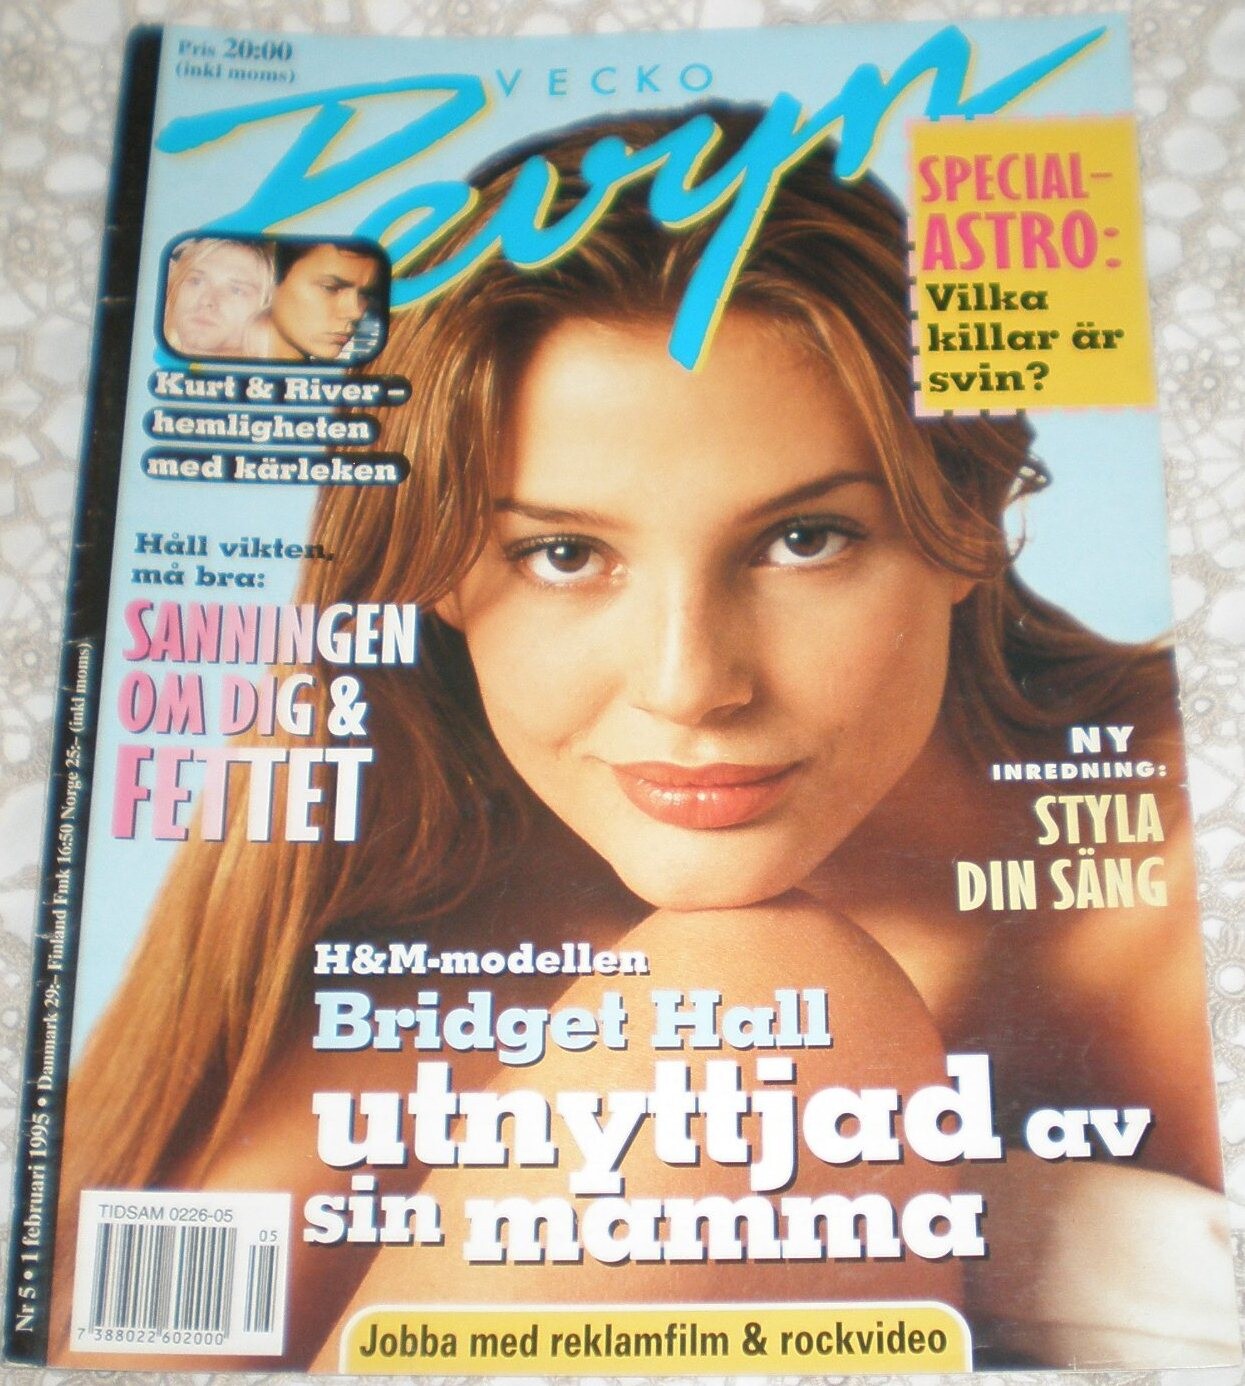 Pris 20:00
(inkl moms)
VECKO
Revyn
SPECIAL-
ASTRO:
Vilka
killar är
svin?
Kurt & River –
hemligheten
med kärleken
Håll vikten,
må bra:
SANNINGEN
OM DIG &
FETTET
NY
INREDNING:
STYLA
DIN SÄNG
H&M-modellen
Bridget Hall
utnyttjad av
sin mamma
Jobba med reklamfilm & rockvideo
TIDSAM 0226-05
05
7 388022 602000
Nr 5 • 1 februari 1995 • Danmark 29:– Finland Fmk 16:50 Norge 25:– (inkl moms)